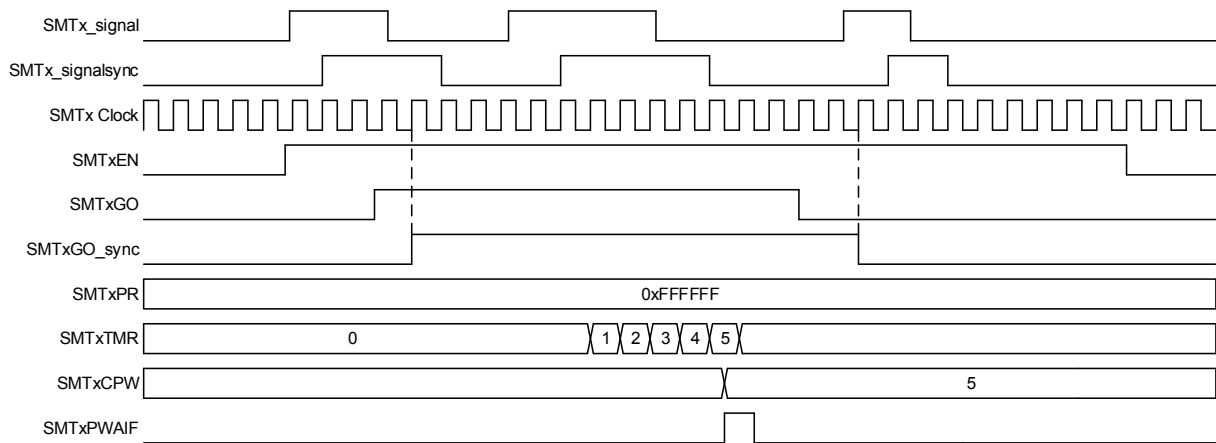 SMTx_signal
SMTx_signalsync
SMTx Clock
SMTxEN
SMTxGO
SMTxGO_sync
SMTxPR 0xFFFFFF
SMTxTMR 0 1 2 3 4 5
SMTxCPW 5
SMTxPWAIF